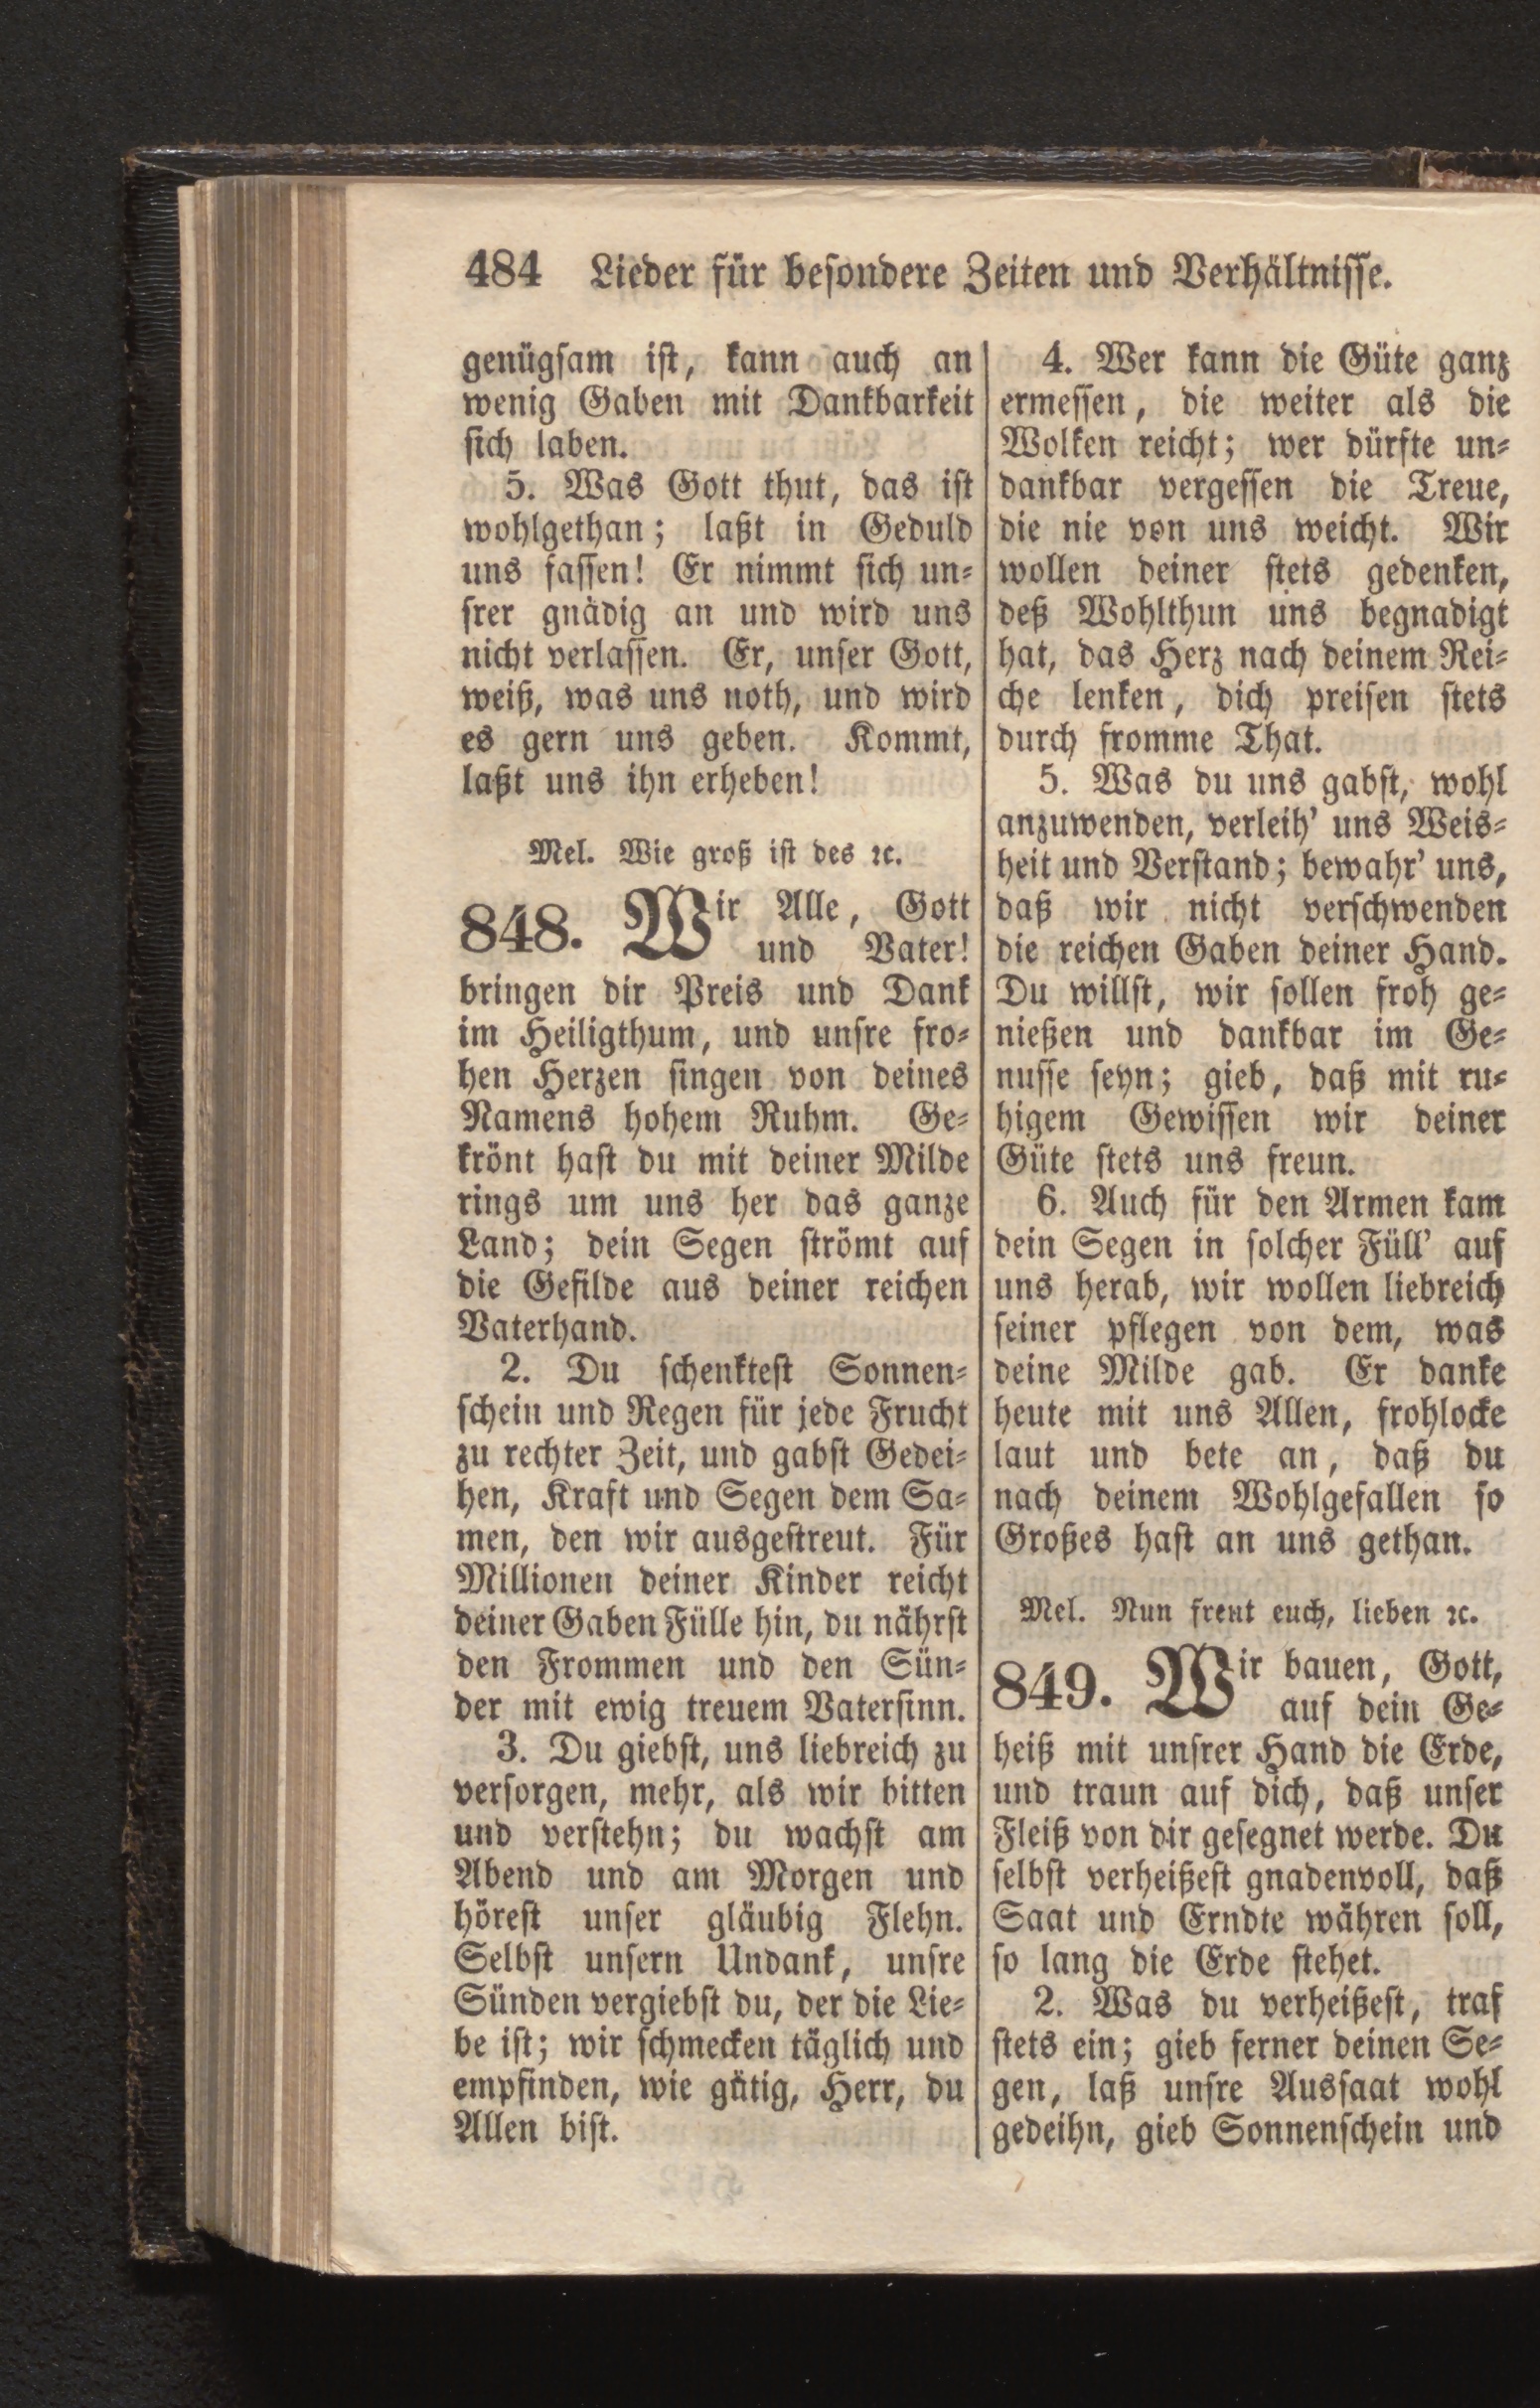 484 Lieder für besondere Zeiten und Verhältnisse.
genügsam ist, kann auch an
wenig Gaben mit Dankbarkeit
sich laben.
5. Was Gott thut, das ist
wohlgethan; laßt in Geduld
uns fassen! Er nimmt sich un-
srer gnädig an und wird uns
nicht verlassen. Er, unser Gott,
weiß, was uns noth, und wird
es gern uns geben. Kommt,
laßt uns ihn erheben!
Mel. Wie groß ist des ꝛc.
848. Wir Alle, Gott
und Vater!
bringen dir Preis und Dank
im Heiligthum, und unsre fro-
hen Herzen singen von deines
Namens hohem Ruhm. Ge-
krönt hast du mit deiner Milde
rings um uns her das ganze
Land; dein Segen strömt auf
die Gefilde aus deiner reichen
Vaterhand.
2. Du schenktest Sonnen-
schein und Regen für jede Frucht
zu rechter Zeit, und gabst Gedei-
hen, Kraft und Segen dem Sa-
men, den wir ausgestreut. Für
Millionen deiner Kinder reicht
deiner Gaben Fülle hin, du nährst
den Frommen und den Sün-
der mit ewig treuem Vatersinn.
3. Du giebst, uns liebreich zu
versorgen, mehr, als wir bitten
und verstehn; du wachst am
Abend und am Morgen und
hörest unser gläubig Flehn.
Selbst unsern Undank, unsre
Sünden vergiebst du, der die Lie-
be ist; wir schmecken täglich und
empfinden, wie gütig, Herr, du
Allen bist.
4. Wer kann die Güte ganz
ermessen, die weiter als die
Wolken reicht; wer dürfte un-
dankbar vergessen die Treue,
die nie von uns weicht. Wir
wollen deiner stets gedenken,
deß Wohlthun uns begnadigt
hat, das Herz nach deinem Rei-
che lenken, dich preisen stets
durch fromme That.
5. Was du uns gabst, wohl
anzuwenden, verleih' uns Weis-
heit und Verstand; bewahr' uns,
daß wir nicht verschwenden
die reichen Gaben deiner Hand.
Du willst, wir sollen froh ge-
nießen und dankbar im Ge-
nusse seyn; gieb, daß mit ru-
higem Gewissen wir deiner
Güte stets uns freun.
6. Auch für den Armen kam
dein Segen in solcher Füll' auf
uns herab, wir wollen liebreich
seiner pflegen von dem, was
deine Milde gab. Er danke
heute mit uns Allen, frohlocke
laut und bete an, daß du
nach deinem Wohlgefallen so
Großes hast an uns gethan.
Mel. Nun freut euch, lieben ꝛc.
849. Wir bauen, Gott,
auf dein Ge-
heiß mit unsrer Hand die Erde,
und traun auf dich, daß unser
Fleiß von dir gesegnet werde. Du
selbst verheißest gnadenvoll, daß
Saat und Erndte währen soll,
so lang die Erde stehet.
2. Was du verheißest, traf
stets ein; gieb ferner deinen Se-
gen, laß unsre Aussaat wohl
gedeihn, gieb Sonnenschein und